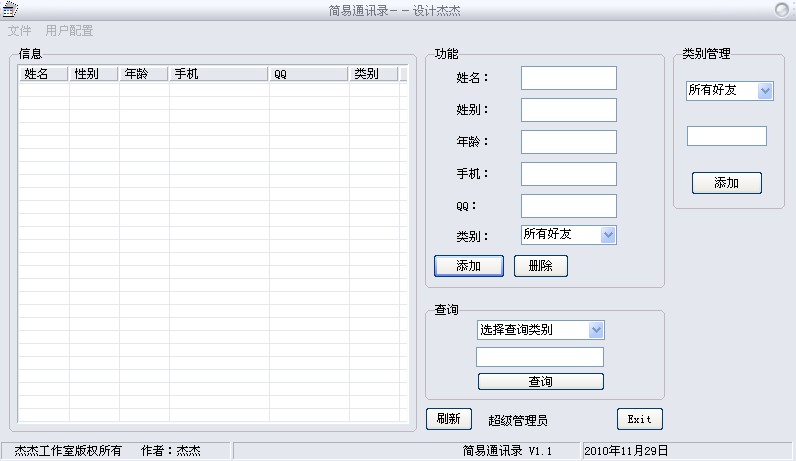 简易通讯录－－设计杰杰
文件 用户配置
信息
姓名 性别 年龄 手机 QQ 类别
功能
姓名：
姓别：
年龄：
手机：
QQ：
类别： 所有好友
添加 删除
类别管理
所有好友
添加
查询
选择查询类别
查询
刷新 超级管理员 Exit
杰杰工作室版权所有 作者：杰杰 简易通讯录 V1.1 2010年11月29日